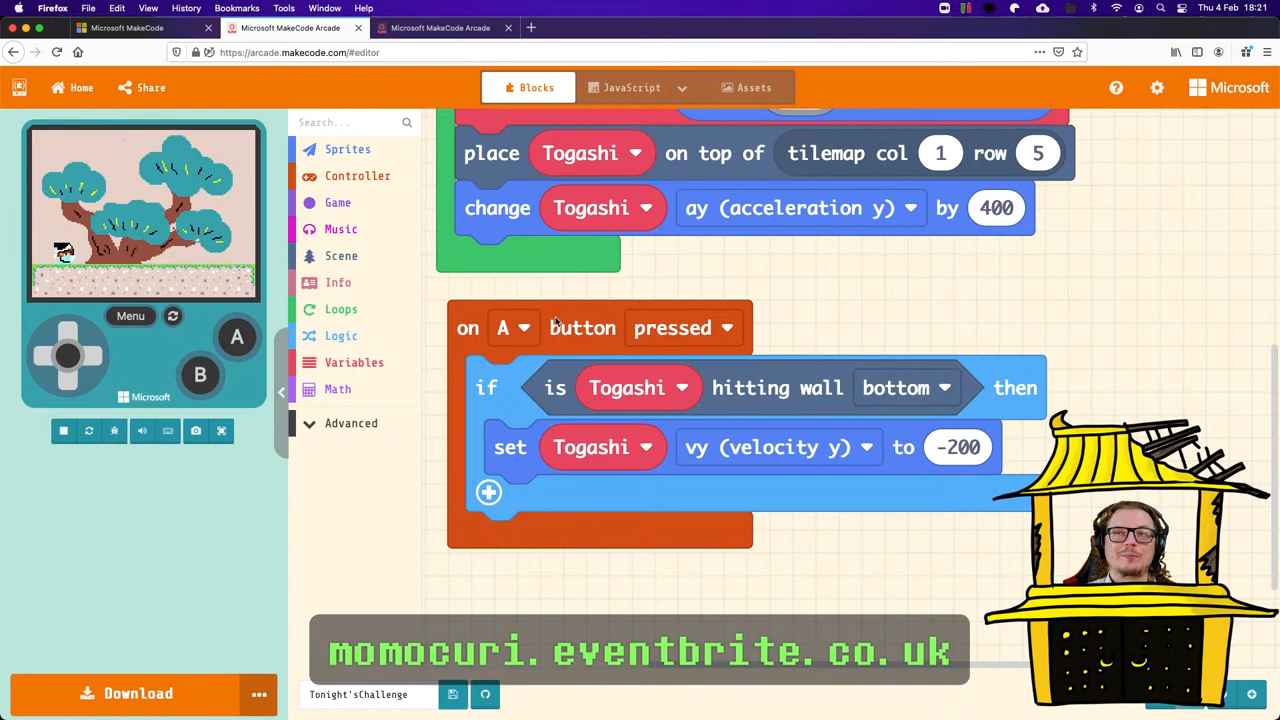 Firefox File Edit View History Bookmarks Tools Window Help
Fri 14 May 18:21
Microsoft MakeCode
Microsoft MakeCode Arcade
Microsoft MakeCode Arcade
https://arcade.makecode.com/#editor
Home
Share
Blocks
JavaScript
Assets
Microsoft
Search...
Sprites
Controller
Game
Music
Scene
Info
Loops
Logic
Variables
Math
Advanced
Menu
A
B
Microsoft
place Togashi on top of tilemap col 1 row 5
change Togashi ay (acceleration y) by 400
on A button pressed
if is Togashi hitting wall bottom then
set Togashi vy (velocity y) to -200
momocuri.eventbrite.co.uk
Download
Tonight'sChallenge